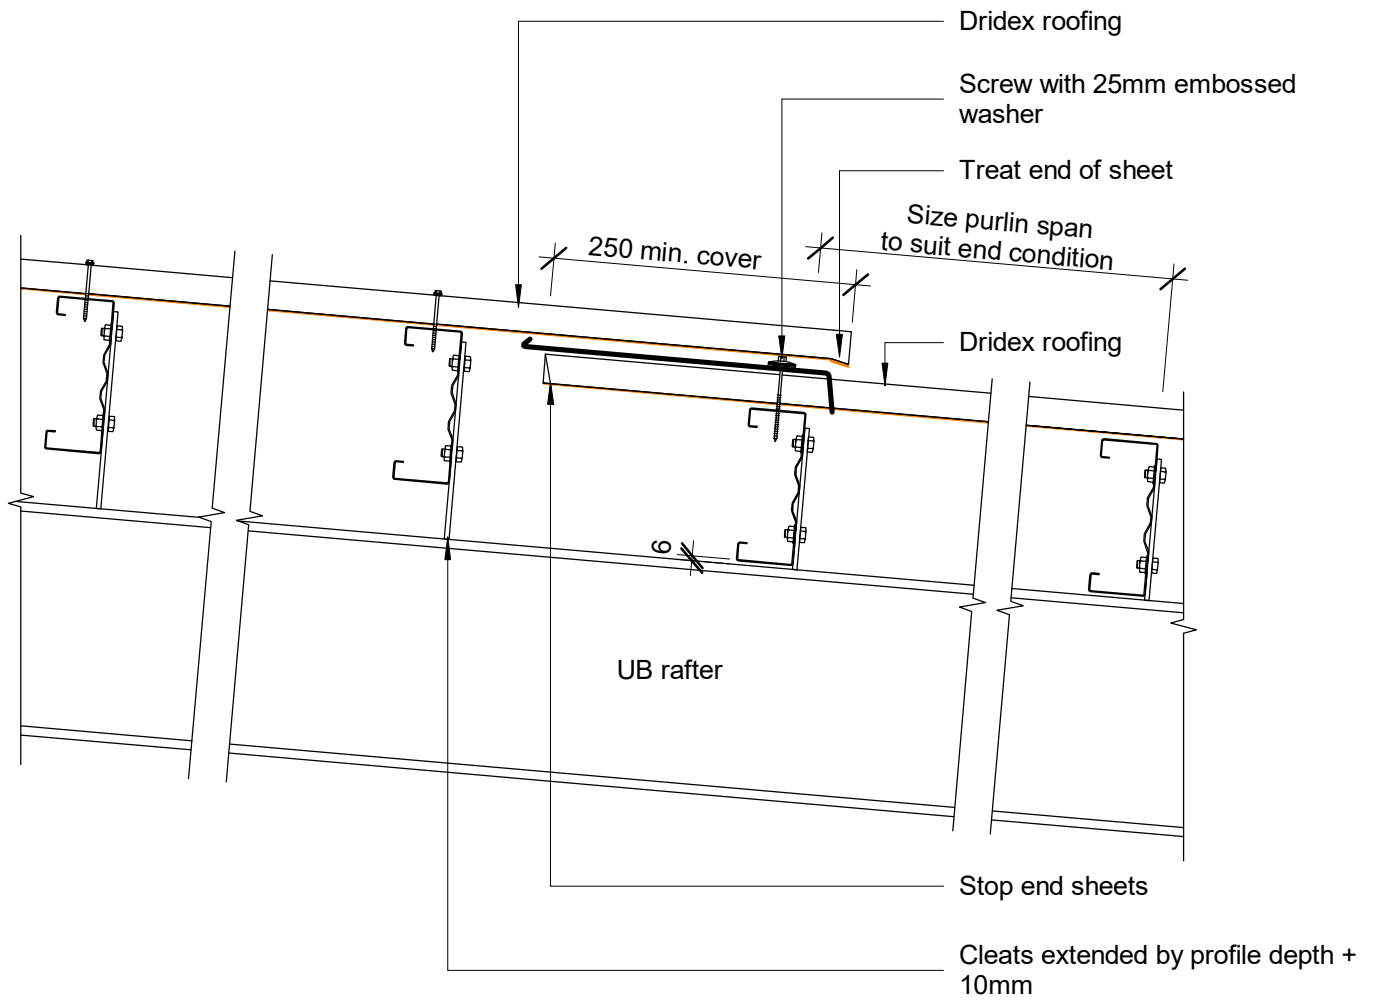 Dridex roofing
Screw with 25mm embossed
washer
Treat end of sheet
Size purlin span
to suit end condition
250 min. cover
Dridex roofing
6
UB rafter
Stop end sheets
Cleats extended by profile depth +
10mm